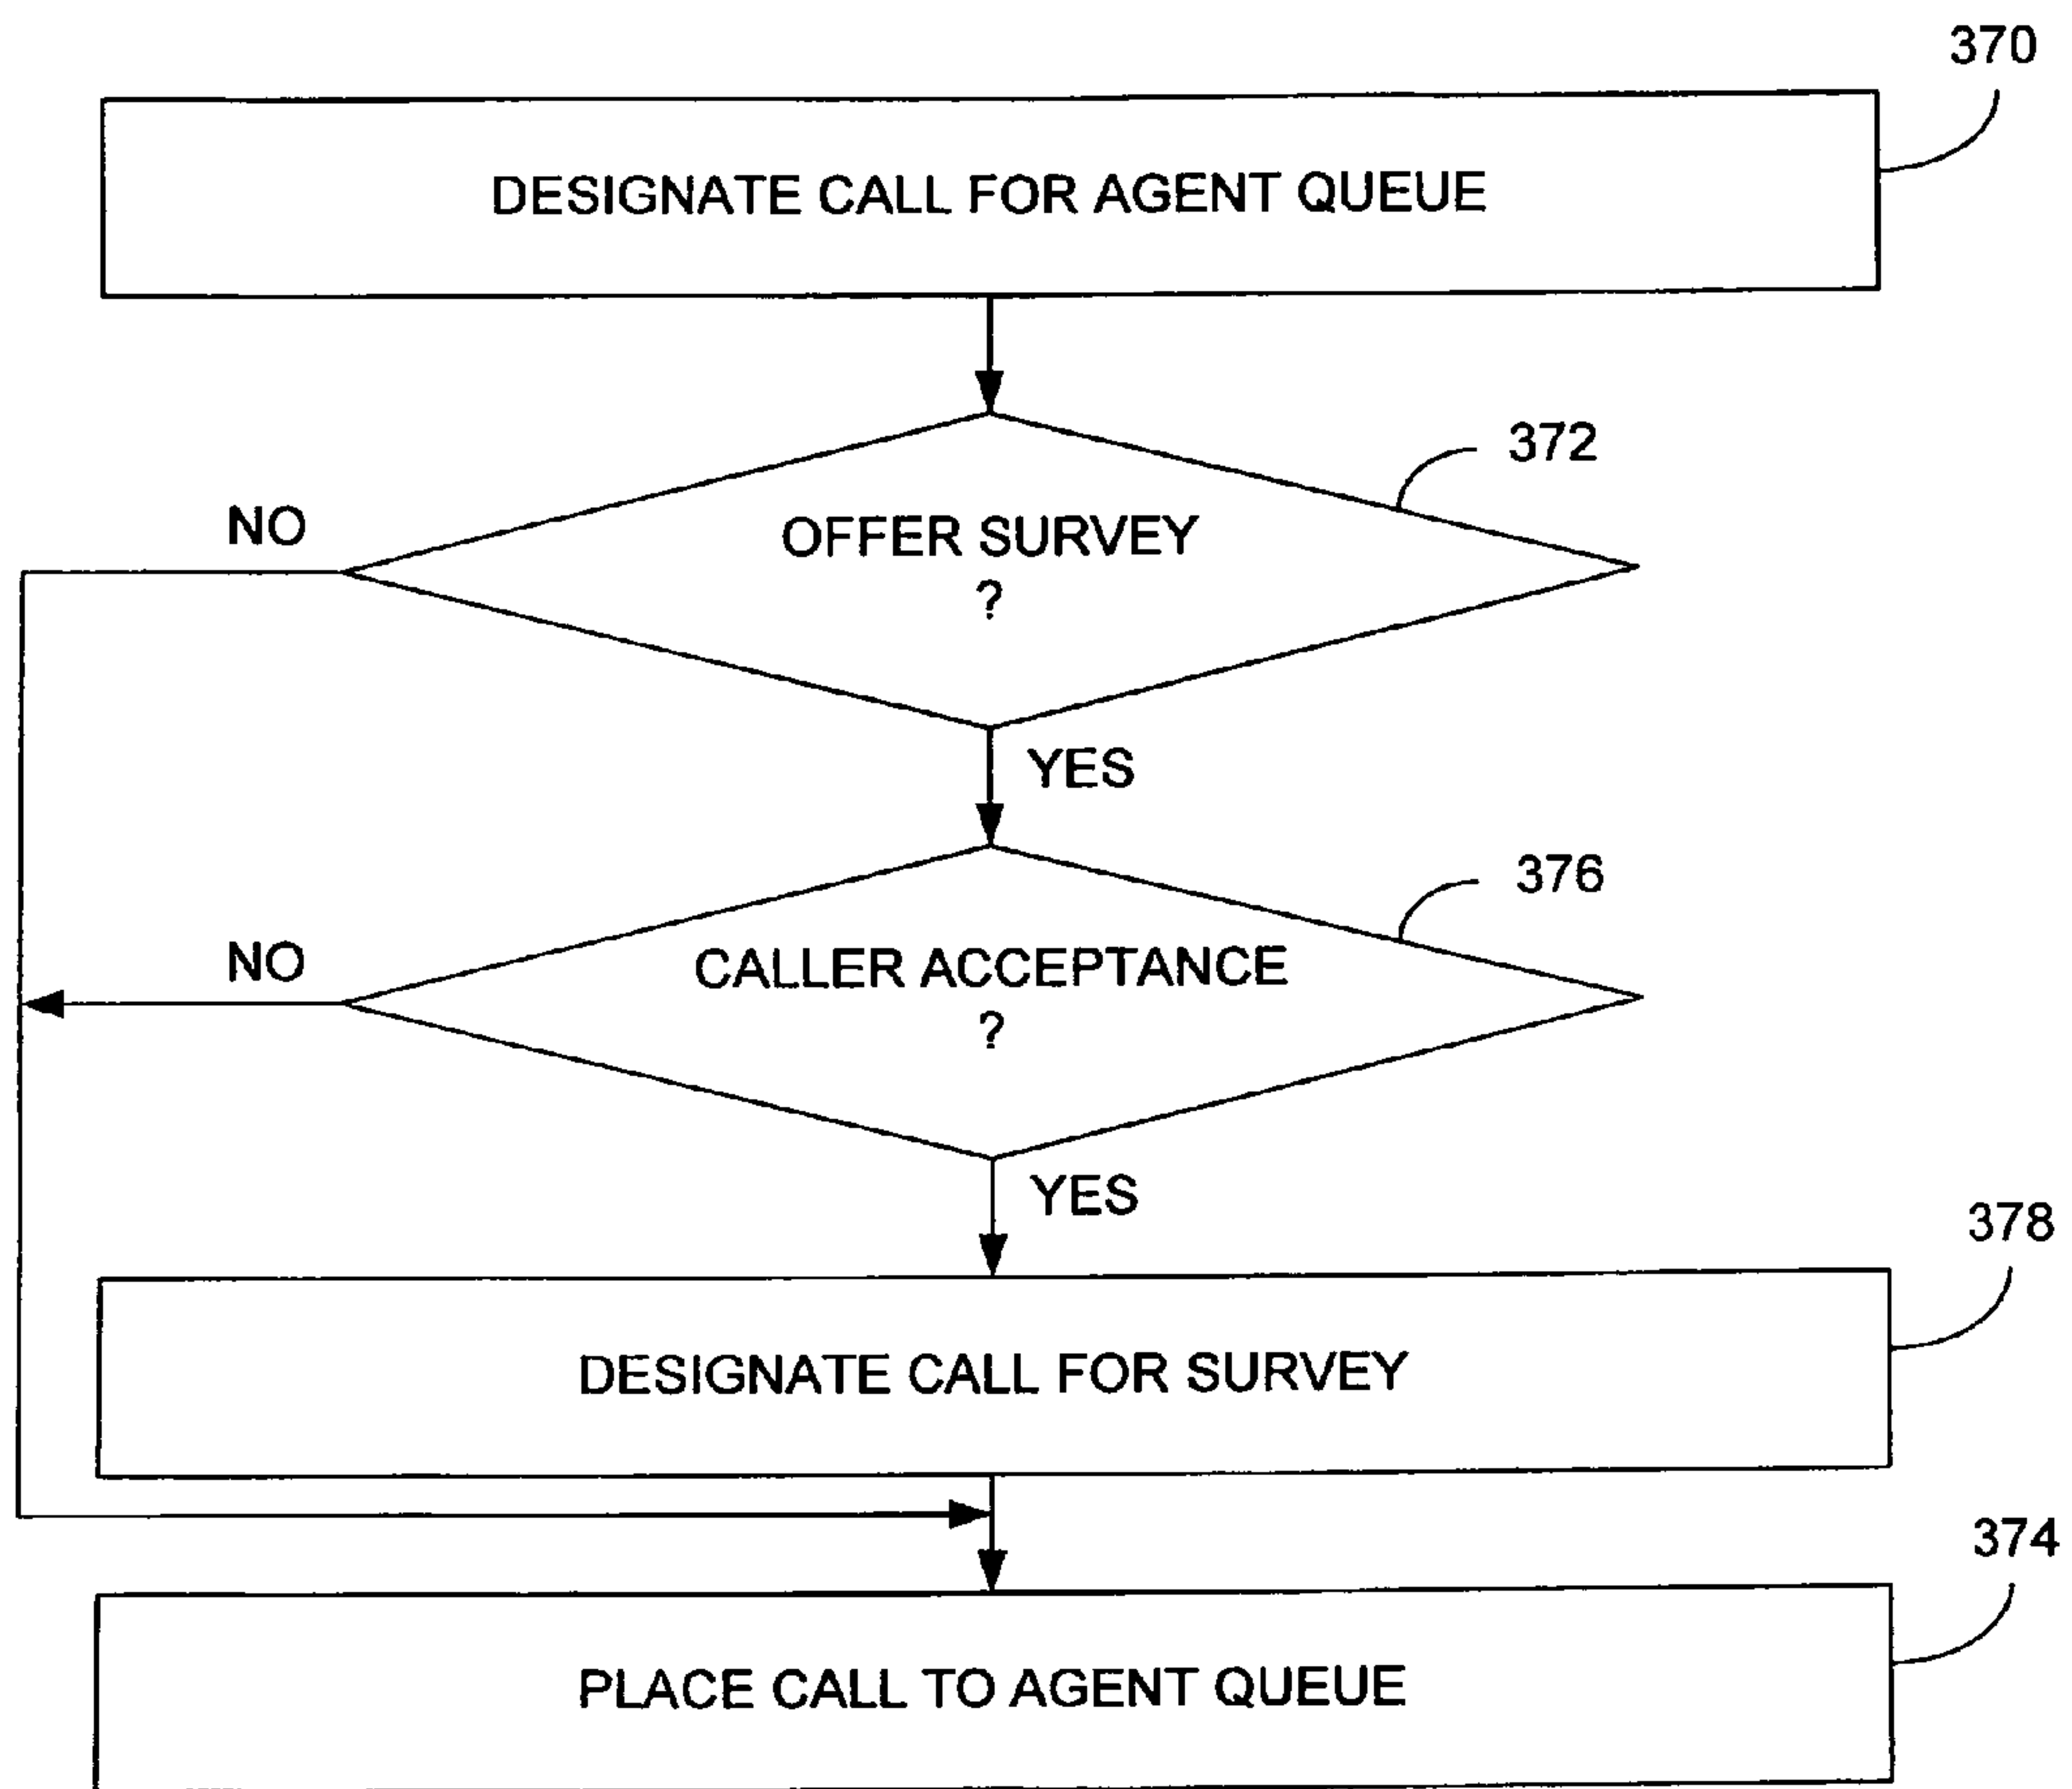 370
DESIGNATE CALL FOR AGENT QUEUE
372
NO
OFFER SURVEY
?
YES
376
NO
CALLER ACCEPTANCE
?
YES
378
DESIGNATE CALL FOR SURVEY
374
PLACE CALL TO AGENT QUEUE